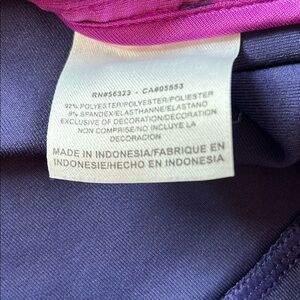 RN#56323 - CA#05553
92% POLYESTER/POLYESTER/POLIESTER
8% SPANDEX/ELASTHANNE/ELASTANO
EXCLUSIVE OF DECORATION/DECORATION
NON COMPRISE/NO INCLUYE LA
DECORACION
MADE IN INDONESIA/FABRIQUE EN
INDONESIE/HECHO EN INDONESIA